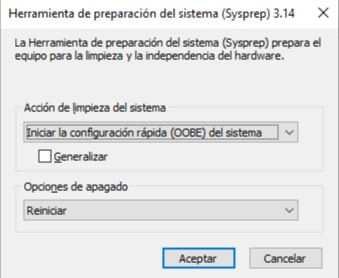 Herramienta de preparación del sistema (Sysprep) 3.14
La Herramienta de preparación del sistema (Sysprep) prepara el
equipo para la limpieza y la independencia del hardware.
Acción de limpieza del sistema
Iniciar la configuración rápida (OOBE) del sistema
Generalizar
Opciones de apagado
Reiniciar
Aceptar
Cancelar